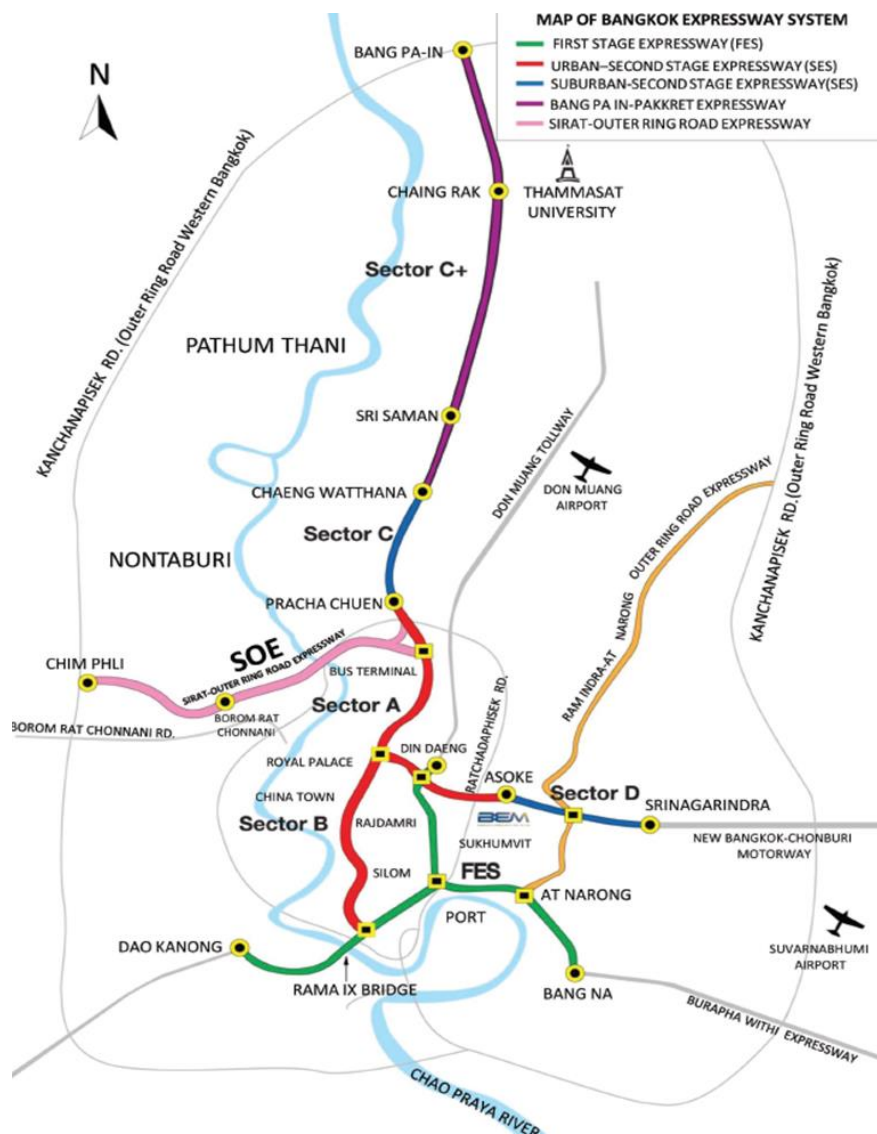 MAP OF BANGKOK EXPRESSWAY SYSTEM
FIRST STAGE EXPRESSWAY (FES)
URBAN–SECOND STAGE EXPRESSWAY (SES)
SUBURBAN-SECOND STAGE EXPRESSWAY(SES)
BANG PA IN-PAKKRET EXPRESSWAY
SIRAT-OUTER RING ROAD EXPRESSWAY
BANG PA-IN
N
CHAING RAK
THAMMASAT
UNIVERSITY
Sector C+
KANCHANAPISEK RD. (Outer Ring Road Western Bangkok)
PATHUM THANI
SRI SAMAN
DON MUANG TOLLWAY
DON MUANG
AIRPORT
CHAENG WATTHANA
Sector C
NONTABURI
RAM INDRA-AT NARONG OUTER RING ROAD EXPRESSWAY
KANCHANAPISEK RD. (Outer Ring Road Western Bangkok)
PRACHA CHUEN
SOE
SIRAT-OUTER RING ROAD EXPRESSWAY
CHIM PHLI
BUS TERMINAL
BOROM RAT
CHONNANI
BOROM RAT CHONNANI RD.
Sector A
RATCHADAPHISEK RD.
ROYAL PALACE
DIN DAENG
ASOKE
Sector D
CHINA TOWN
SRINAGARINDRA
Sector B
RAJDAMRI
BEM
SUKHUMVIT
NEW BANGKOK-CHONBURI
MOTORWAY
SILOM
FES
AT NARONG
PORT
DAO KANONG
SUVARNABHUMI
AIRPORT
RAMA IX BRIDGE
BANG NA
BURAPHA WITHI EXPRESSWAY
CHAO PRAYA RIVER